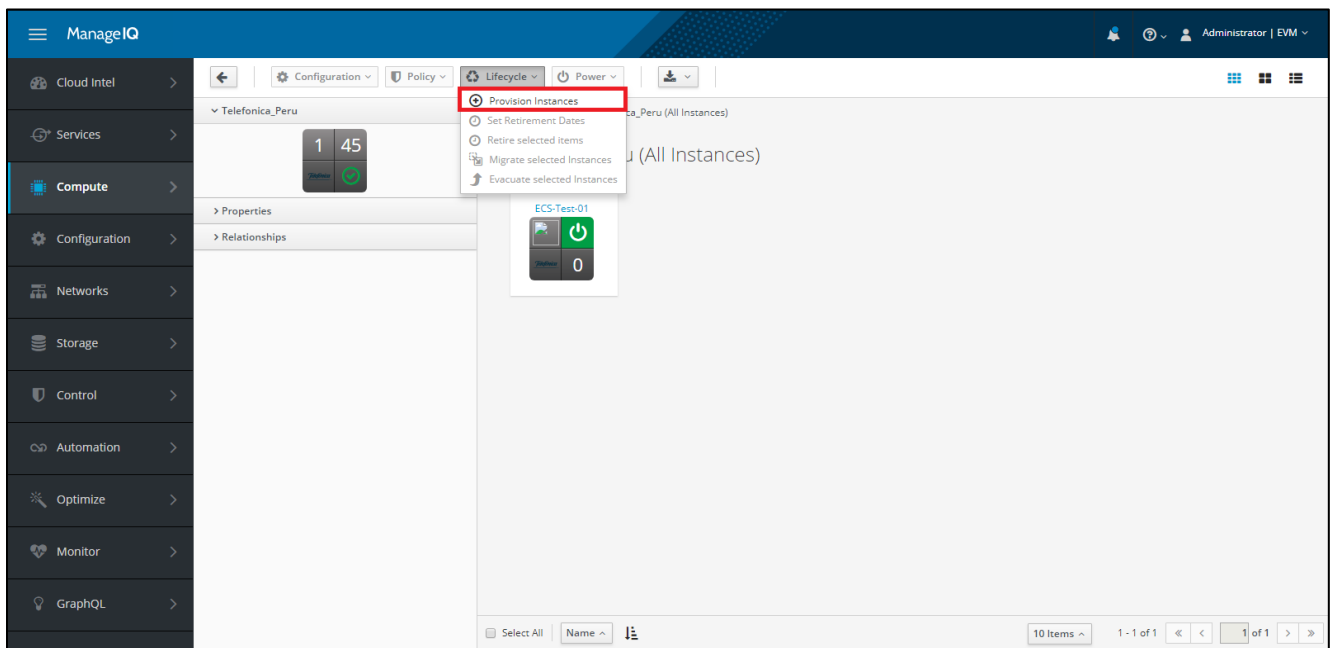 ManageIQ
Administrator | EVM
Cloud Intel
Services
Compute
Configuration
Networks
Storage
Control
Automation
Optimize
Monitor
GraphQL
Configuration
Policy
Lifecycle
Power
Provision Instances
Set Retirement Dates
Retire selected items
Migrate selected Instances
Evacuate selected Instances
Telefonica_Peru
1 45
Properties
Relationships
ca_Peru (All Instances)
u (All Instances)
ECS-Test-01
0
Select All
Name
10 Items
1 - 1 of 1
1 of 1